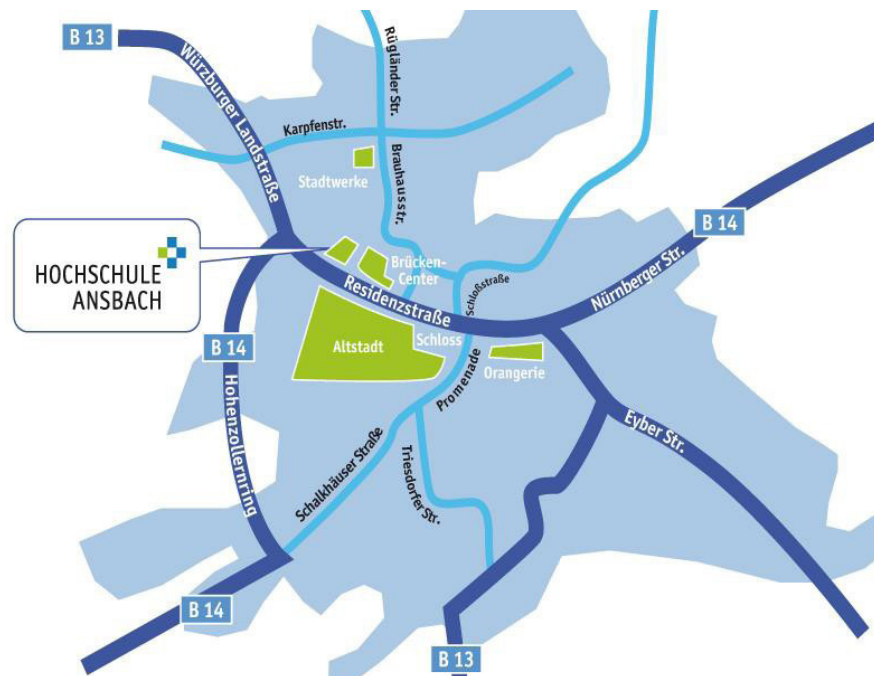 B 13
Würzburger Landstraße
Rügländer Str.
Karpfenstr.
Stadtwerke
Brauhausstr.
B 14
Nürnberger Str.
HOCHSCHULE
ANSBACH
Brücken-
Center
Schloßstraße
Residenzstraße
Altstadt
Schloss
Orangerie
Promenade
B 14
Hohenzollernring
Eyber Str.
Schalkhäuser Straße
Triesdorfer Str.
B 14
B 13